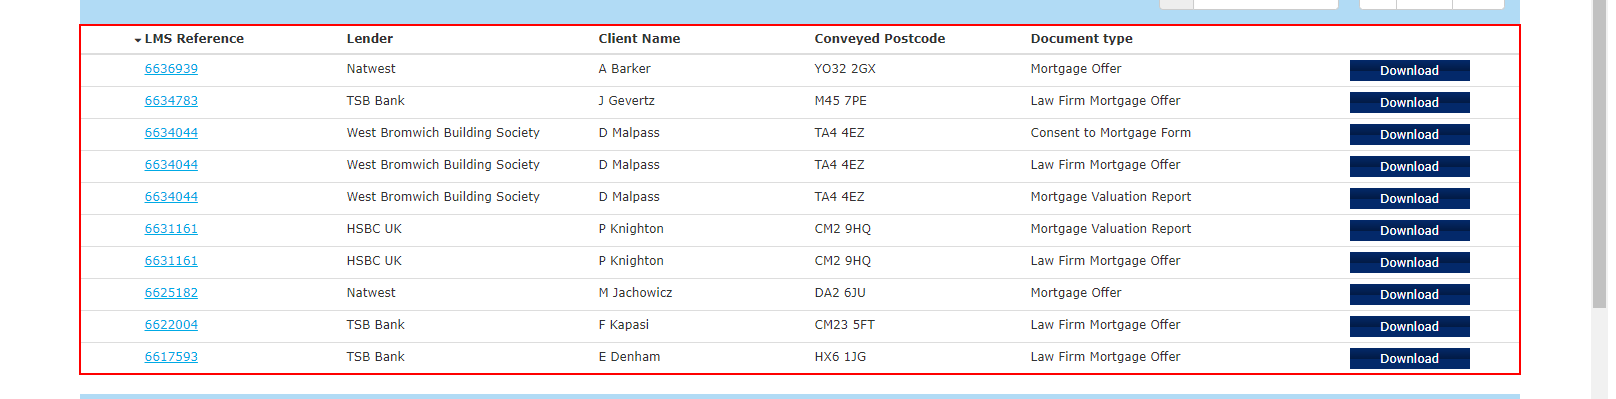 LMS Reference Lender Client Name Conveyed Postcode Document type
6636939 Natwest A Barker YO32 2GX Mortgage Offer Download
6634783 TSB Bank J Gevertz M45 7PE Law Firm Mortgage Offer Download
6634044 West Bromwich Building Society D Malpass TA4 4EZ Consent to Mortgage Form Download
6634044 West Bromwich Building Society D Malpass TA4 4EZ Law Firm Mortgage Offer Download
6634044 West Bromwich Building Society D Malpass TA4 4EZ Mortgage Valuation Report Download
6631161 HSBC UK P Knighton CM2 9HQ Mortgage Valuation Report Download
6631161 HSBC UK P Knighton CM2 9HQ Law Firm Mortgage Offer Download
6625182 Natwest M Jachowicz DA2 6JU Mortgage Offer Download
6622004 TSB Bank F Kapasi CM23 5FT Law Firm Mortgage Offer Download
6617593 TSB Bank E Denham HX6 1JG Law Firm Mortgage Offer Download